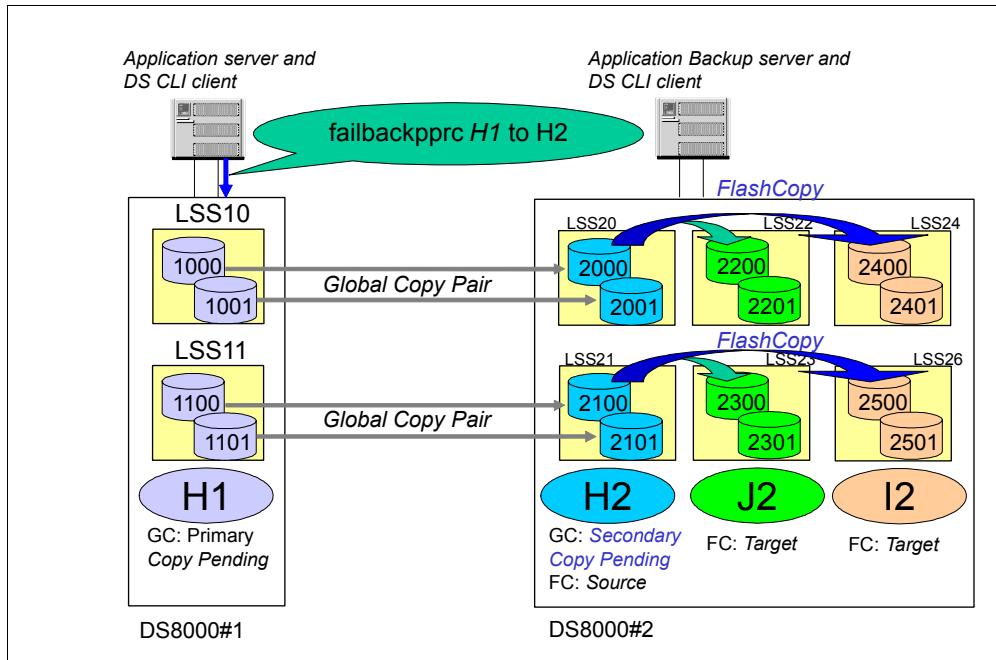 Application server and
DS CLI client
Application Backup server and
DS CLI client
failbackpprc H1 to H2
FlashCopy
LSS10
LSS20
LSS22
LSS24
1000
1001
Global Copy Pair
2000
2001
2200
2201
2400
2401
FlashCopy
LSS11
LSS21
LSS23
LSS26
1100
1101
Global Copy Pair
2100
2101
2300
2301
2500
2501
H1
H2
J2
I2
GC: Primary
Copy Pending
GC: Secondary
Copy Pending
FC: Source
FC: Target
FC: Target
DS8000#1
DS8000#2